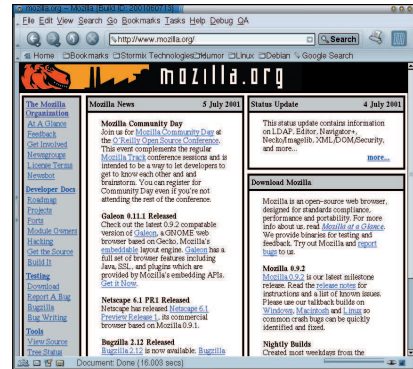 mozilla.org - Mozilla {Build ID: 2001060713}
File Edit View Search Go Bookmarks Tasks Help Debug QA
http://www.mozilla.org/
Search
Home Bookmarks Stormix Technologies Humor Linux Debian Google Search
mozilla.org
The Mozilla
Organization
At A Glance
Feedback
Get Involved
Newsgroups
License Terms
Newsbot
Developer Docs
Roadmap
Projects
Ports
Module Owners
Hacking
Get the Source
Build It
Testing
Download
Report A Bug
Bugzilla
Bug Writing
Tools
View Source
Tree Status
Mozilla News 5 July 2001
Mozilla Community Day
Join us for Mozilla Community Day at
the O'Reilly Open Source Conference.
This event complements the regular
Mozilla Track conference sessions and is
intended to be a way to let developers to
get to know each other and and
brainstorm. You can register for
Community Day even if you're not
attending the rest of the conference.
Galeon 0.11.1 Released
Check out the latest 0.9.2 compatable
version of Galeon, a GNOME web
browser based on Gecko, Mozilla's
embeddable layout engine. Galeon has a
full set of browser features including
Java, SSL, and plugins which are
provided by Mozilla's embedding APIs.
Get it Now.
Netscape 6.1 PR1 Released
Netscape has released Netscape 6.1
Preview Release 1, its commercial
browser based on Mozilla 0.9.1.
Bugzilla 2.12 Released
Bugzilla 2.12 is now available. Bugzilla
Status Update 4 July 2001
This status update contains information
on LDAP, Editor, Navigator+,
Necko/Imagelib, XML/DOM/Security,
and more...
more...
Download Mozilla
Mozilla is an open-source web browser,
designed for standards compliance,
performance and portability. For more
info about us, read Mozilla at a Glance.
We provide binaries for testing and
feedback. Try out Mozilla and report
bugs to us.
Mozilla 0.9.2
Mozilla 0.9.2 is our latest milestone
release. Read the release notes for
instructions and a list of known issues.
Please use our talkback builds on
Windows, Macintosh and Linux so
common crash bugs can be quickly
identified and fixed.
Nightly Builds
Created most weekdays from the
Document: Done (16.003 secs)